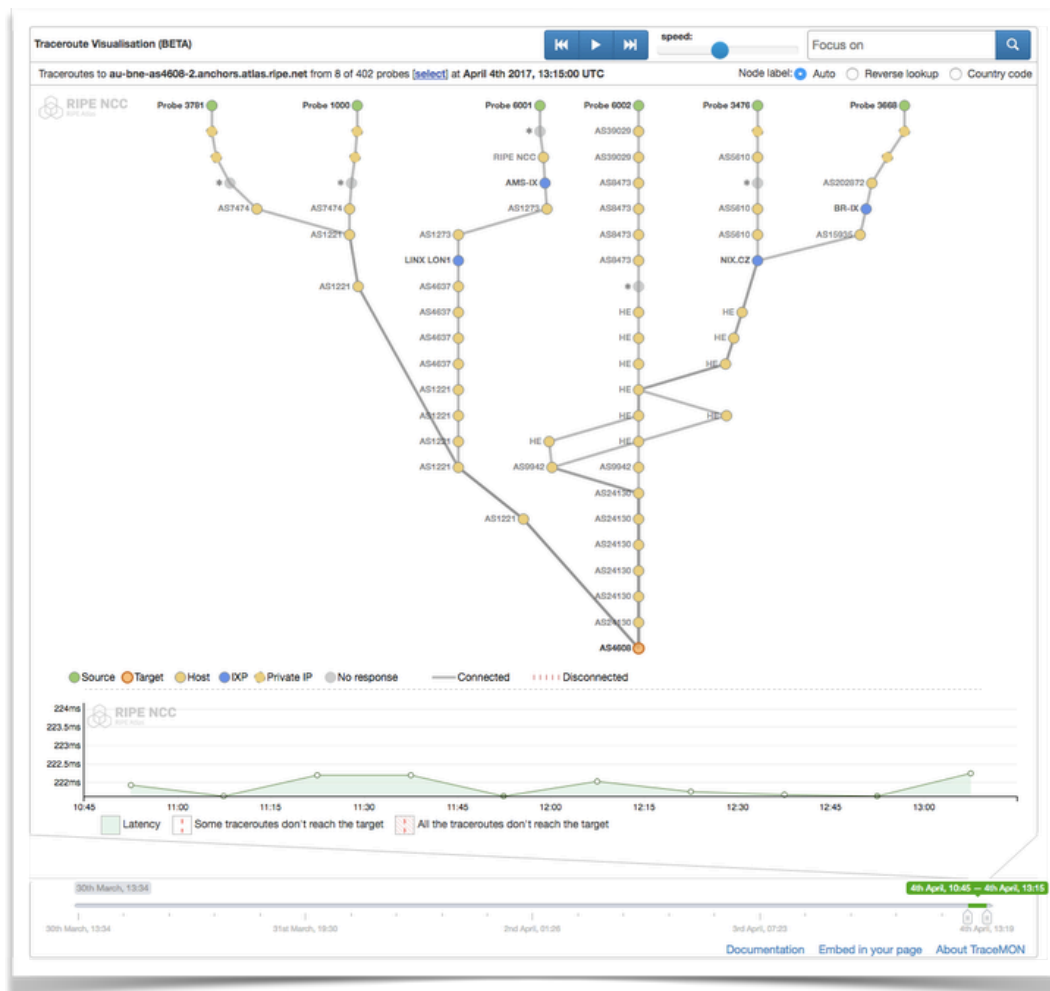 Traceroute Visualisation (BETA)
speed:
Focus on
Traceroutes to au-bne-as4608-2.anchors.atlas.ripe.net from 8 of 402 probes [select] at April 4th 2017, 13:15:00 UTC
Node label: Auto Reverse lookup Country code
RIPE NCC
RIPE Atlas
Probe 3781 Probe 1000 Probe 6001 Probe 6002 Probe 3476 Probe 3668
* AS39029
RIPE NCC AS39029 AS5610
* * AMS-IX AS8473 * AS202872
AS7474 AS7474 AS1273 AS8473 AS5610 BR-IX
AS1221 AS1273 AS8473 AS5610 AS15935
LINX LON1 AS8473 NIX.CZ
AS1221 AS4637 *
AS4637 HE HE
AS4637 HE HE
AS4637 HE HE
AS1221 HE
AS1221 HE HE
AS1221 HE HE
AS1221 AS9942 AS9942
AS24130
AS1221 AS24130
AS24130
AS24130
AS24130
AS24130
AS4608
Source Target Host IXP Private IP No response Connected Disconnected
RIPE NCC
RIPE Atlas
224ms
223.5ms
223ms
222.5ms
222ms
10:45 11:00 11:15 11:30 11:45 12:00 12:15 12:30 12:45 13:00
Latency Some traceroutes don't reach the target All the traceroutes don't reach the target
30th March, 13:34 4th April, 10:45 — 4th April, 13:15
30th March, 13:34 31st March, 19:30 2nd April, 01:26 3rd April, 07:23 4th April, 13:19
Documentation Embed in your page About TraceMON